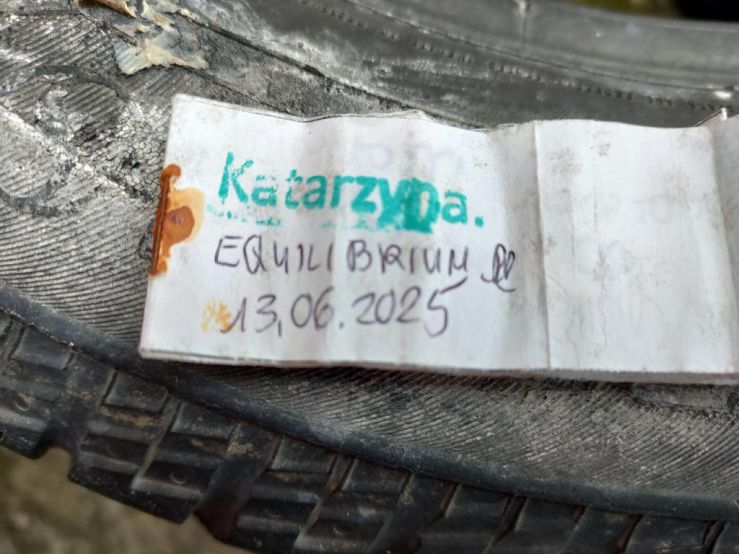 Katarzyna.
EQUILIBRIUM
13,06.2025